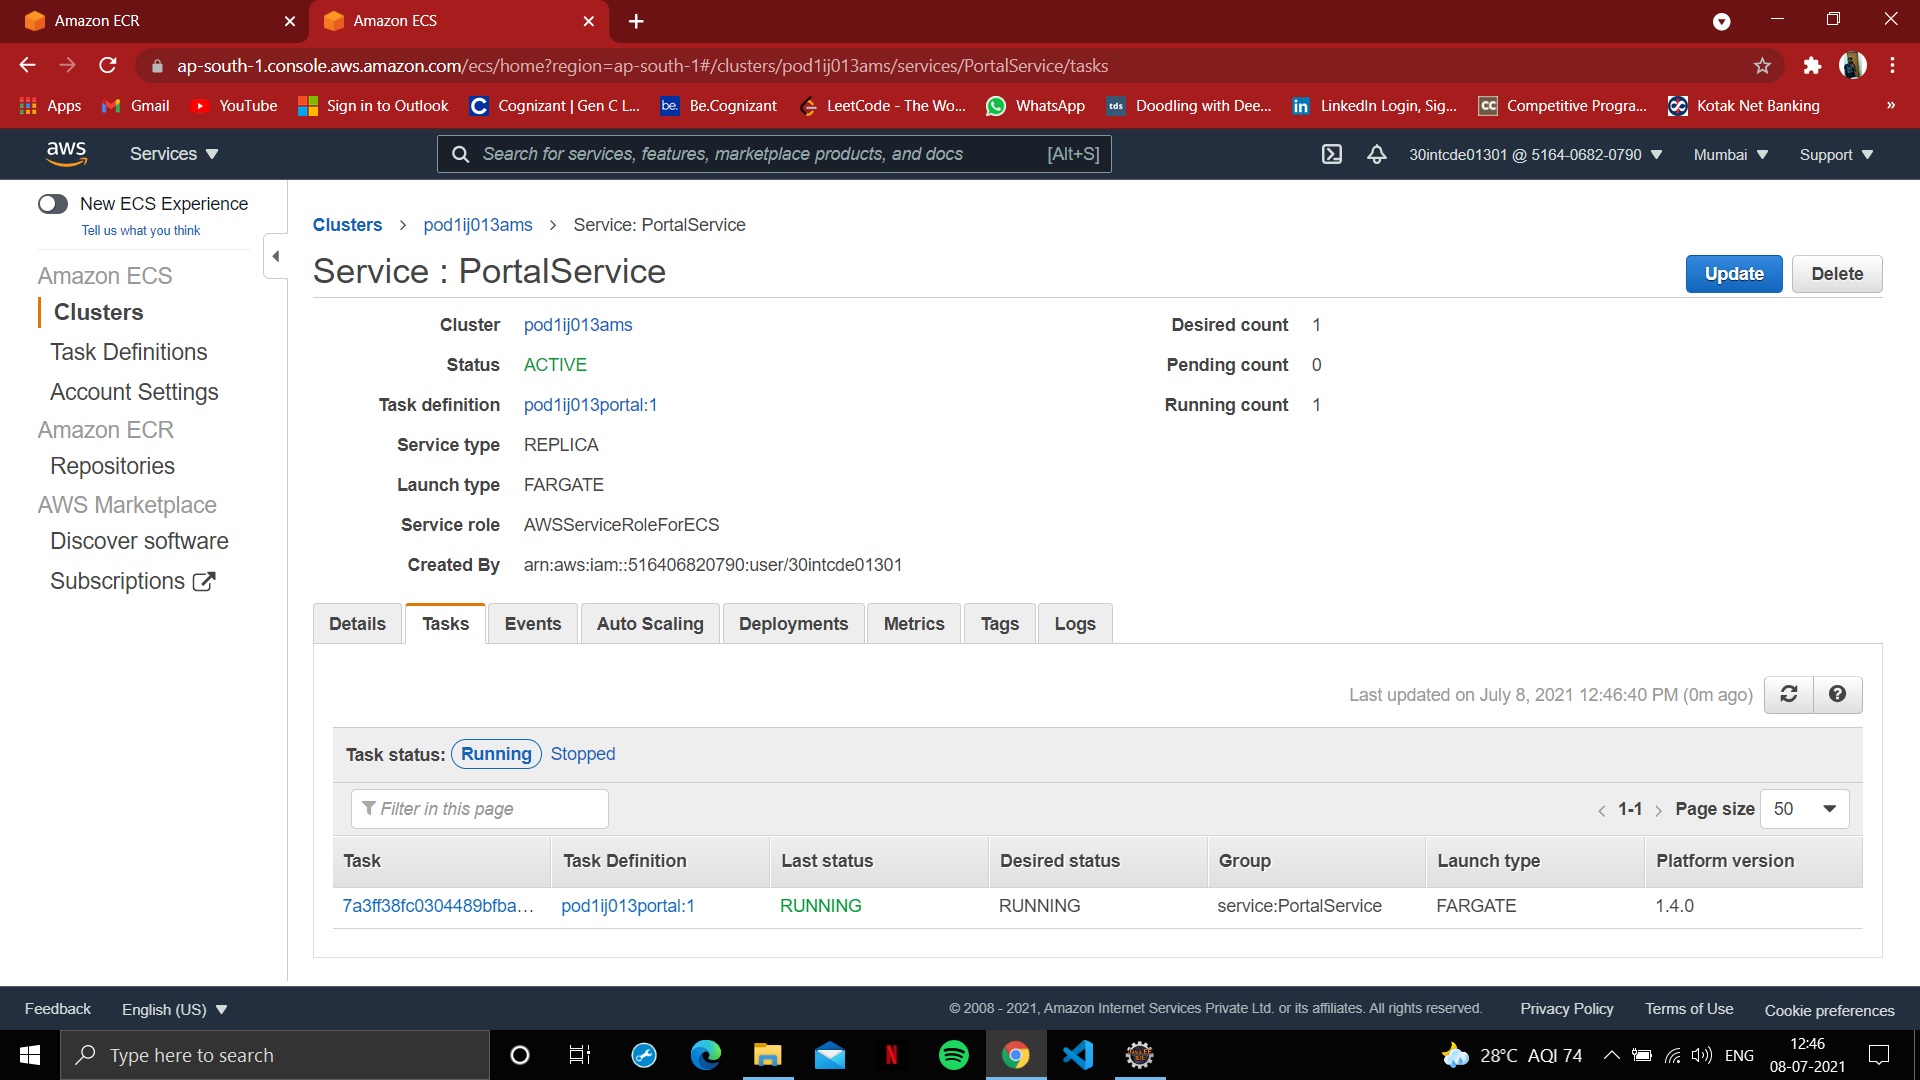 Amazon ECR
Amazon ECS
ap-south-1.console.aws.amazon.com/ecs/home?region=ap-south-1#/clusters/pod1ij013ams/services/PortalService/tasks
Apps Gmail YouTube Sign in to Outlook Cognizant | Gen C L... be. Be.Cognizant LeetCode - The Wo... WhatsApp tds Doodling with Dee... in LinkedIn Login, Sig... CC Competitive Progra... Kotak Net Banking »
aws Services Search for services, features, marketplace products, and docs [Alt+S] 30intcde01301 @ 5164-0682-0790 Mumbai Support
New ECS Experience
Tell us what you think
Amazon ECS
Clusters
Task Definitions
Account Settings
Amazon ECR
Repositories
AWS Marketplace
Discover software
Subscriptions
Clusters > pod1ij013ams > Service: PortalService
Service : PortalService
Update Delete
Cluster pod1ij013ams
Status ACTIVE
Task definition pod1ij013portal:1
Service type REPLICA
Launch type FARGATE
Service role AWSServiceRoleForECS
Created By arn:aws:iam::516406820790:user/30intcde01301
Desired count 1
Pending count 0
Running count 1
Details Tasks Events Auto Scaling Deployments Metrics Tags Logs
Last updated on July 8, 2021 12:46:40 PM (0m ago)
Task status: Running Stopped
Filter in this page
< 1-1 > Page size 50
Task Task Definition Last status Desired status Group Launch type Platform version
7a3ff38fc0304489bfba... pod1ij013portal:1 RUNNING RUNNING service:PortalService FARGATE 1.4.0
Feedback English (US) © 2008 - 2021, Amazon Internet Services Private Ltd. or its affiliates. All rights reserved. Privacy Policy Terms of Use Cookie preferences
Type here to search
N
28°C AQI 74 ENG
12:46
08-07-2021